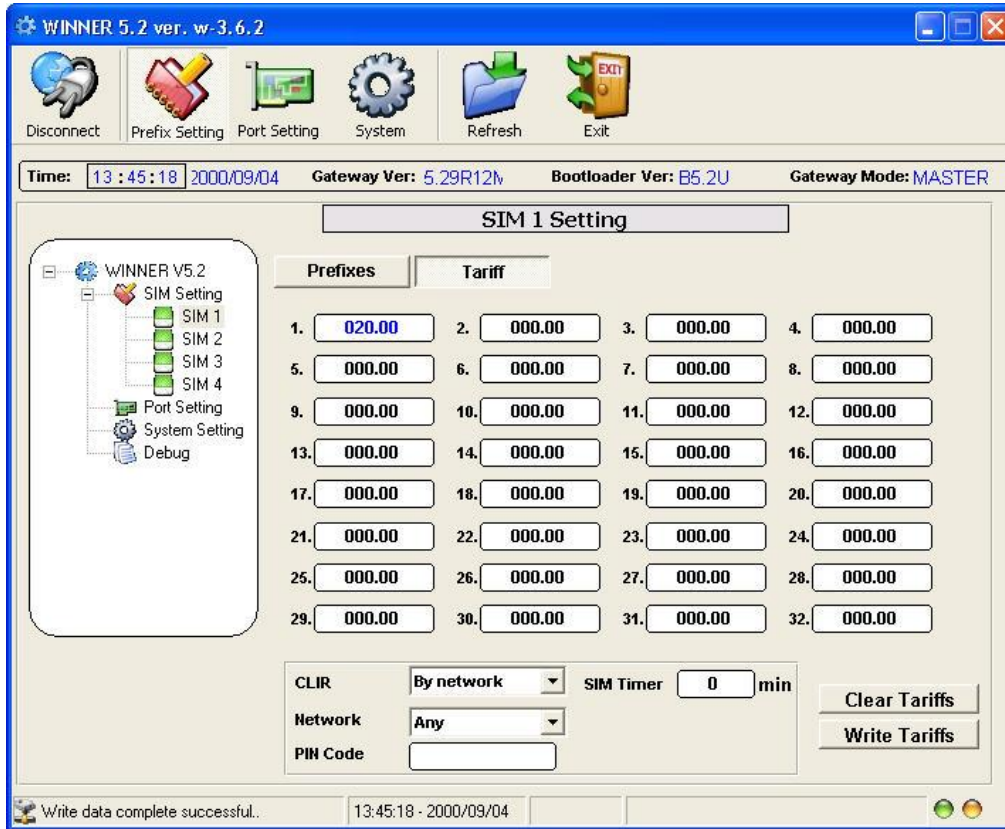 WINNER 5.2 ver. w-3.6.2
Disconnect Prefix Setting Port Setting System Refresh EXIT Exit
Time: 13:45:18 2000/09/04 Gateway Ver: 5.29R12M Bootloader Ver: B5.2U Gateway Mode: MASTER
SIM 1 Setting
WINNER V5.2
SIM Setting
SIM 1
SIM 2
SIM 3
SIM 4
Port Setting
System Setting
Debug
Prefixes Tariff
1. 020.00 2. 000.00 3. 000.00 4. 000.00
5. 000.00 6. 000.00 7. 000.00 8. 000.00
9. 000.00 10. 000.00 11. 000.00 12. 000.00
13. 000.00 14. 000.00 15. 000.00 16. 000.00
17. 000.00 18. 000.00 19. 000.00 20. 000.00
21. 000.00 22. 000.00 23. 000.00 24. 000.00
25. 000.00 26. 000.00 27. 000.00 28. 000.00
29. 000.00 30. 000.00 31. 000.00 32. 000.00
CLIR By network SIM Timer 0 min
Network Any
PIN Code
Clear Tariffs
Write Tariffs
Write data complete successful.. 13:45:18 - 2000/09/04